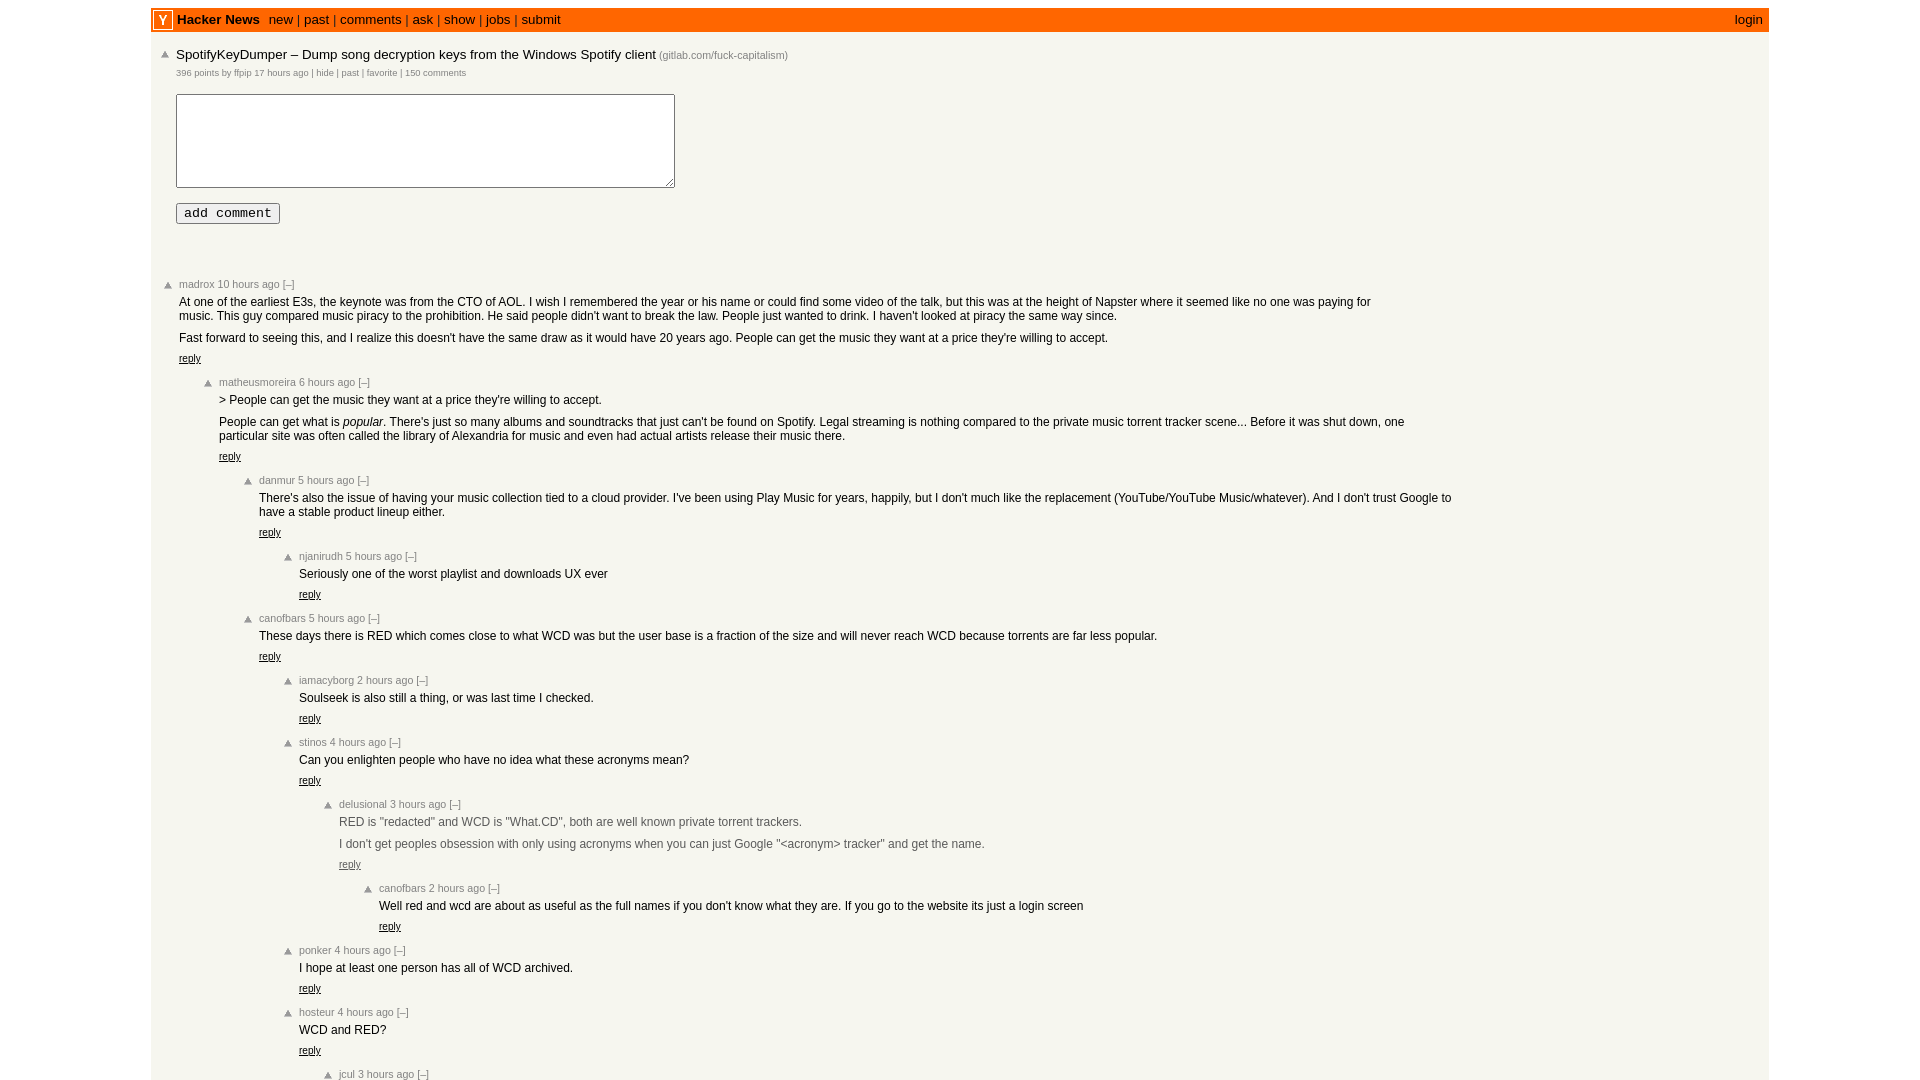 Y Hacker News new | past | comments | ask | show | jobs | submit login
SpotifyKeyDumper – Dump song decryption keys from the Windows Spotify client (gitlab.com/fuck-capitalism)
396 points by ffpip 17 hours ago | hide | past | favorite | 150 comments
add comment
madrox 10 hours ago [–]
At one of the earliest E3s, the keynote was from the CTO of AOL. I wish I remembered the year or his name or could find some video of the talk, but this was at the height of Napster where it seemed like no one was paying for
music. This guy compared music piracy to the prohibition. He said people didn't want to break the law. People just wanted to drink. I haven't looked at piracy the same way since.
Fast forward to seeing this, and I realize this doesn't have the same draw as it would have 20 years ago. People can get the music they want at a price they're willing to accept.
reply
matheusmoreira 6 hours ago [–]
> People can get the music they want at a price they're willing to accept.
People can get what is popular. There's just so many albums and soundtracks that just can't be found on Spotify. Legal streaming is nothing compared to the private music torrent tracker scene... Before it was shut down, one
particular site was often called the library of Alexandria for music and even had actual artists release their music there.
reply
danmur 5 hours ago [–]
There's also the issue of having your music collection tied to a cloud provider. I've been using Play Music for years, happily, but I don't much like the replacement (YouTube/YouTube Music/whatever). And I don't trust Google to
have a stable product lineup either.
reply
njanirudh 5 hours ago [–]
Seriously one of the worst playlist and downloads UX ever
reply
canofbars 5 hours ago [–]
These days there is RED which comes close to what WCD was but the user base is a fraction of the size and will never reach WCD because torrents are far less popular.
reply
iamacyborg 2 hours ago [–]
Soulseek is also still a thing, or was last time I checked.
reply
stinos 4 hours ago [–]
Can you enlighten people who have no idea what these acronyms mean?
reply
delusional 3 hours ago [–]
RED is "redacted" and WCD is "What.CD", both are well known private torrent trackers.
I don't get peoples obsession with only using acronyms when you can just Google "<acronym> tracker" and get the name.
reply
canofbars 2 hours ago [–]
Well red and wcd are about as useful as the full names if you don't know what they are. If you go to the website its just a login screen
reply
ponker 4 hours ago [–]
I hope at least one person has all of WCD archived.
reply
hosteur 4 hours ago [–]
WCD and RED?
reply
jcul 3 hours ago [–]